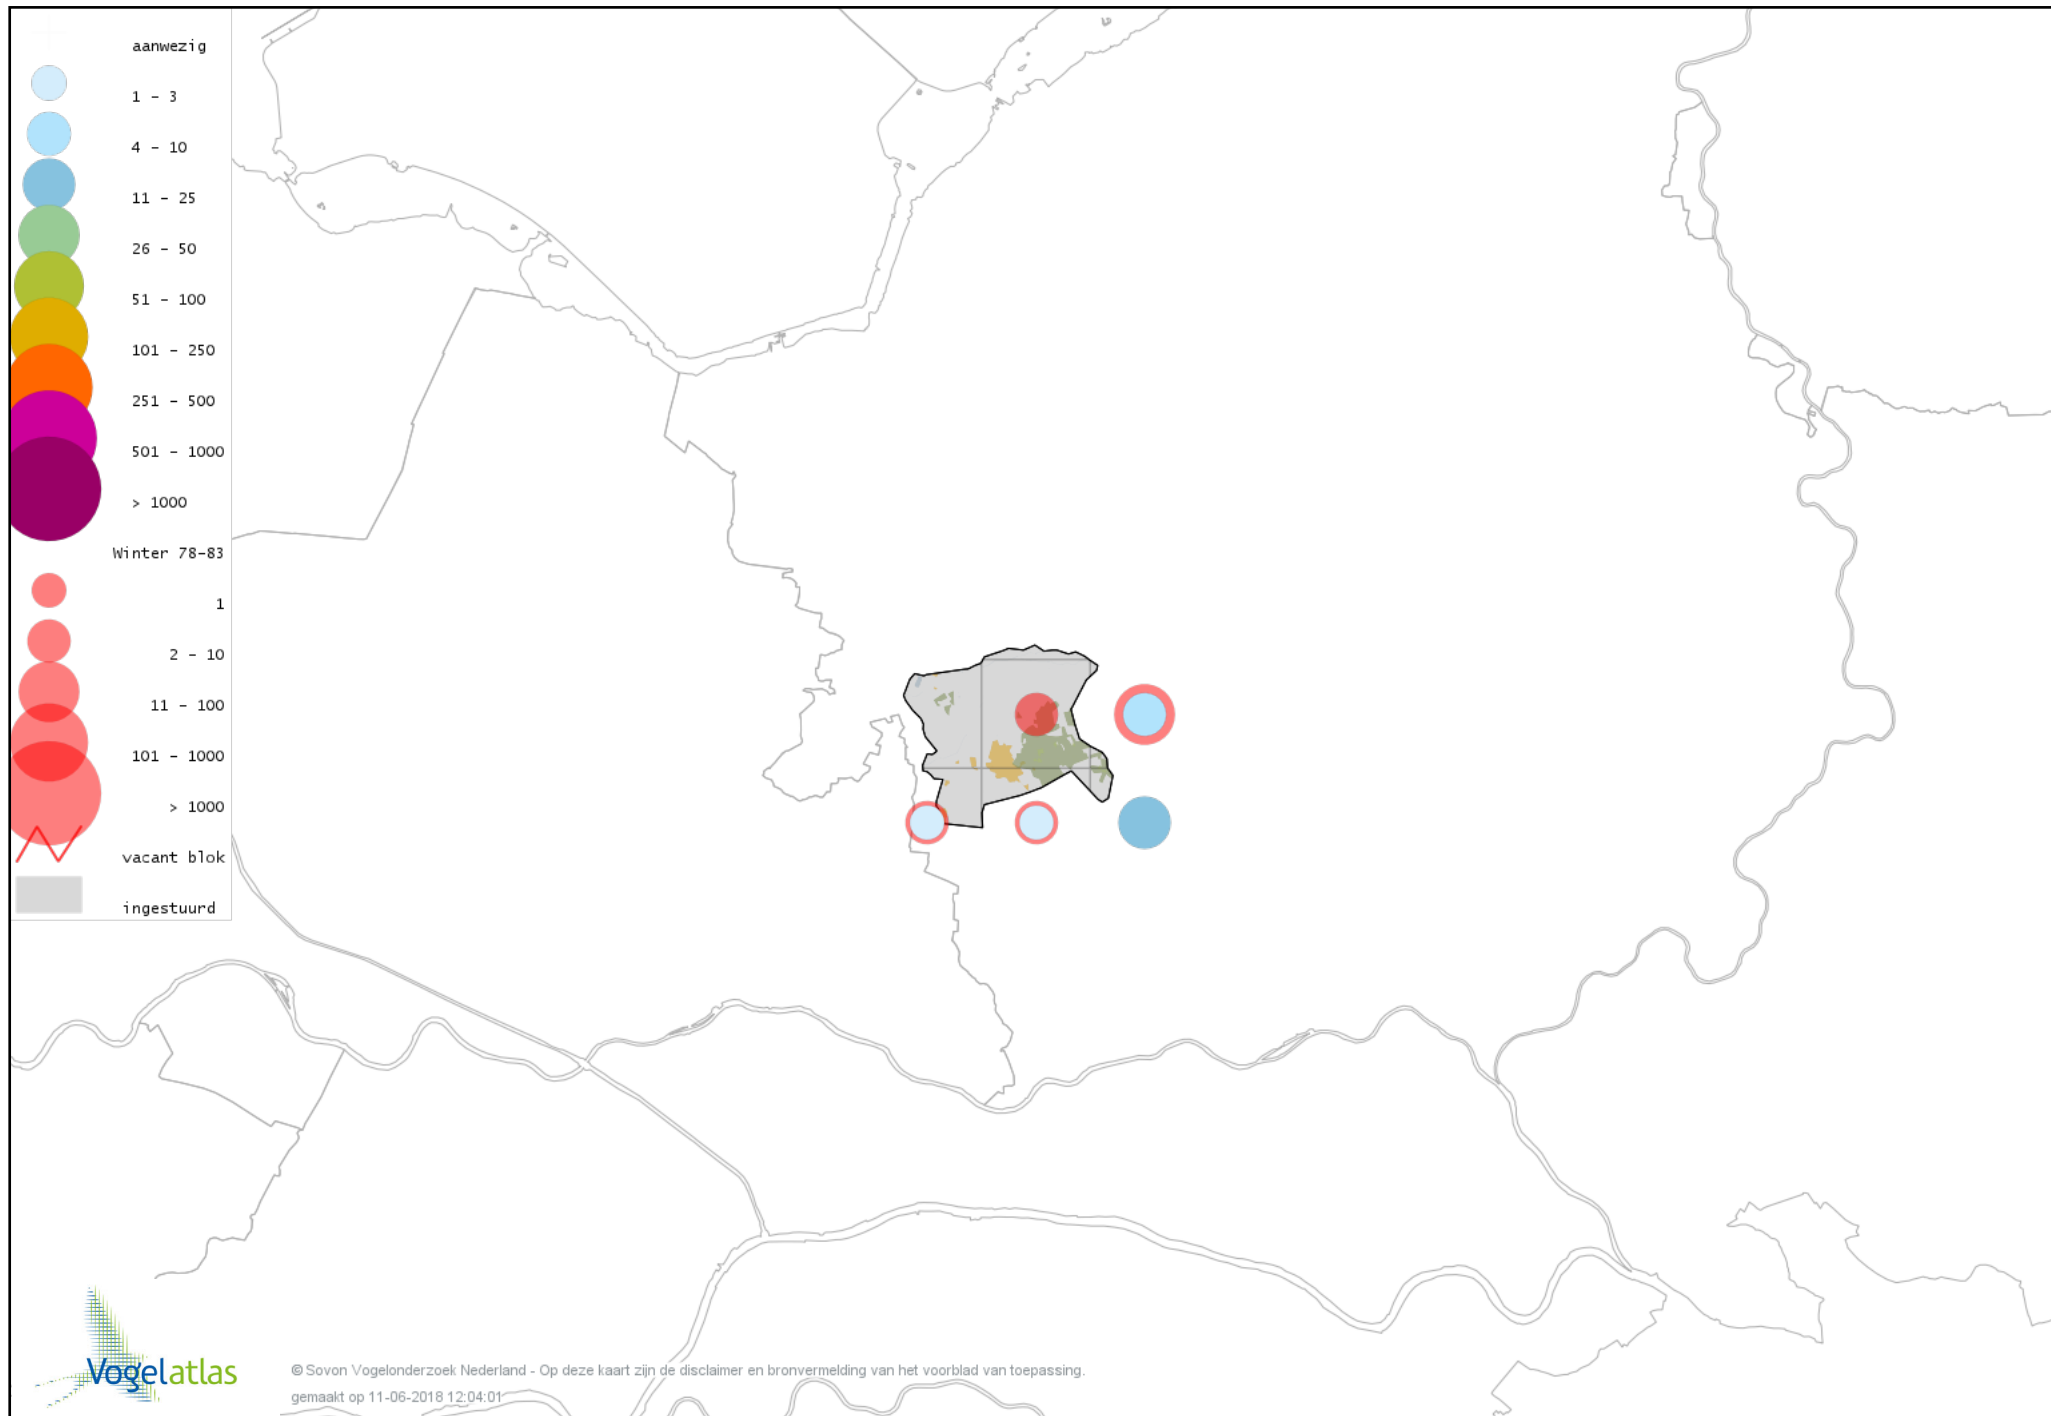 aanwezig
1 - 3
4 - 10
11 - 25
26 - 50
51 - 100
101 - 250
251 - 500
501 - 1000
> 1000
Winter 78-83
1
2 - 10
11 - 100
101 - 1000
> 1000
vacant blok
ingestuurd
Vogelatlas
© Sovon Vogelonderzoek Nederland - Op deze kaart zijn de disclaimer en bronvermelding van het voorblad van toepassing.
gemaakt op 11-06-2018 12:04:01